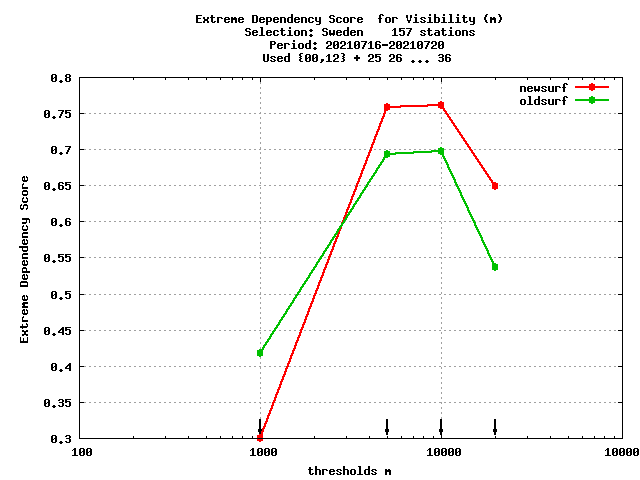 Extreme Dependency Score  for Visibility (m)
Selection: Sweden    157 stations
Period: 20210716-20210720
Used {00,12} + 25 26 ... 36
newsurf
oldsurf
Extreme Dependency Score
0.8
0.75
0.7
0.65
0.6
0.55
0.5
0.45
0.4
0.35
0.3
100 1000 10000 10000
thresholds m